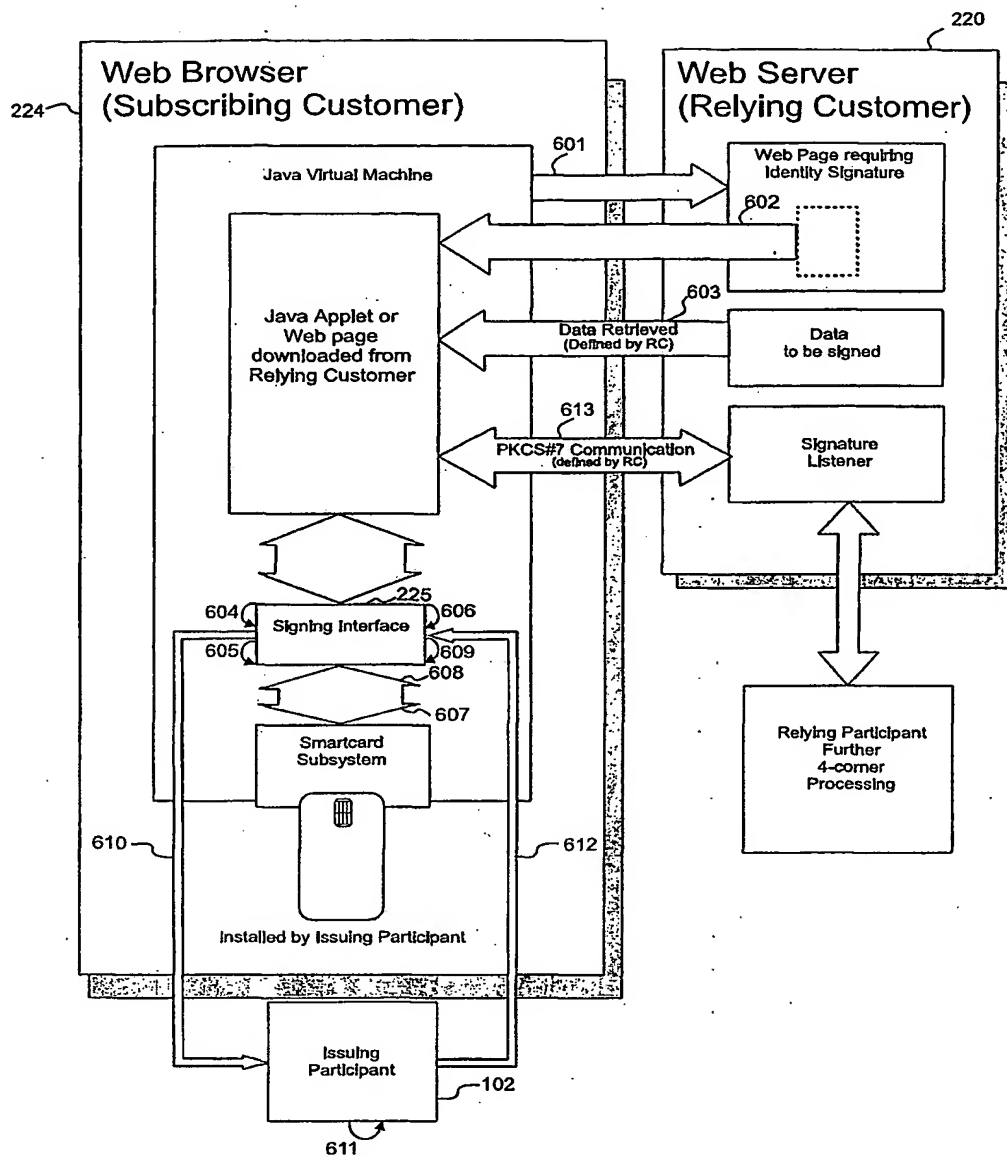 220
Web Browser
(Subscribing Customer)
224
Web Server
(Relying Customer)
Java Virtual Machine
601
Web Page requiring
Identity Signature
602
Java Applet or
Web page
downloaded from
Relying Customer
603
Data Retrieved
(Defined by RC)
Data
to be signed
613
PKCS#7 Communication
(defined by RC)
Signature
Listener
225
604
606
Signing Interface
605
609
608
607
Smartcard
Subsystem
Relying Participant
Further
4-corner
Processing
610
612
Installed by Issuing Participant
Issuing
Participant
102
611